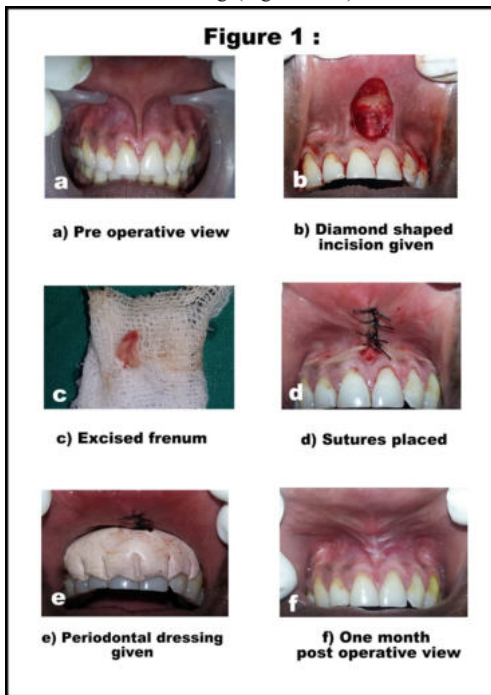 Figure 1 :
a
b
a) Pre operative view
b) Diamond shaped
incision given
c
d
c) Excised frenum
d) Sutures placed
e
f
e) Periodontal dressing
given
f) One month
post operative view